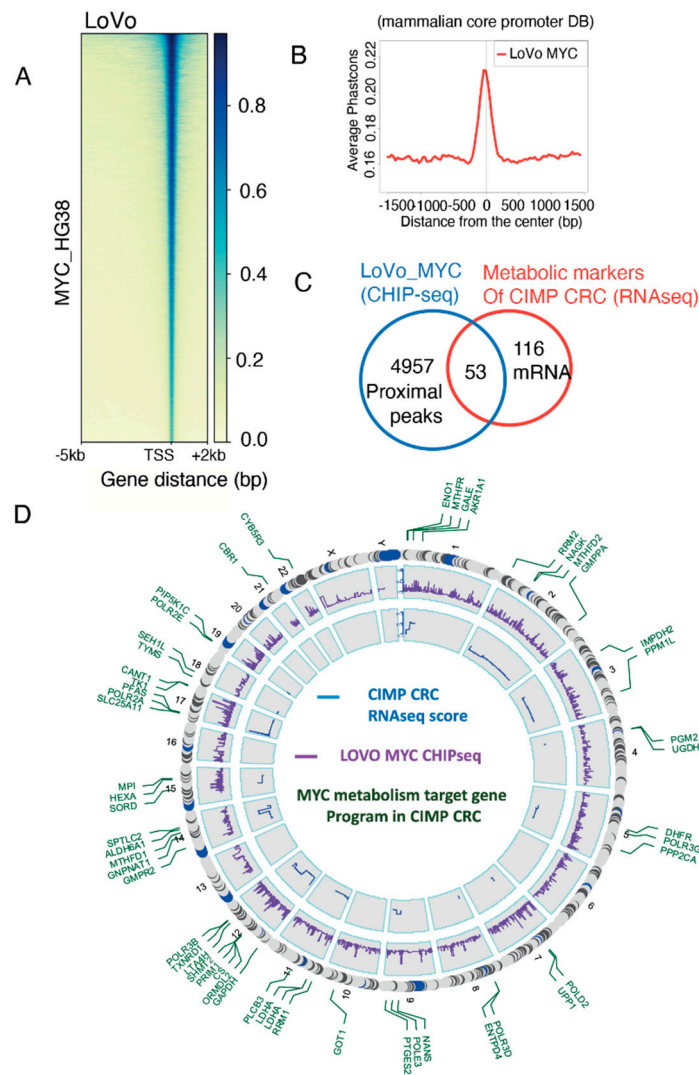 A
LoVo
MYC_HG38
0.8
0.6
0.4
0.2
0.0
-5kb
TSS
+2kb
Gene distance (bp)
B
(mammalian core promoter DB)
LoVo MYC
Average Phastcons
0.22
0.20
0.18
0.16
-1500
-1000
-500
0
500
1000
1500
Distance from the center (bp)
C
LoVo_MYC
(CHIP-seq)
Metabolic markers
Of CIMP CRC (RNAseq)
4957
Proximal
peaks
53
116
mRNA
D
CIMP CRC
RNAseq score
LOVO MYC CHIPseq
MYC metabolism target gene
Program in CIMP CRC
ENO1
MTHFR
GALE
AKR1A1
1
RRM2
NAGK
MTHFD2
GMPPA
2
IMPDH2
PPM1L
3
PGM2
UGDH
4
DHFR
POLR3G
PPP2CA
5
6
POLD2
UPP1
7
POLR3D
ENTPD4
8
NANS
POLE3
PTGES2
9
GOT1
10
PLCB3
LDHA
LDHA
RRM1
11
POLR3B
TXNRD1
LTA4H
SHMT2
PRIM1
CS
ORMDL2
GAPDH
12
13
SPTLC2
ALDH6A1
MTHFD1
GNPNAT1
GMPR2
14
MPI
HEXA
SORD
15
16
CANT1
TK1
PFAS
POLR2A
SLC25A11
17
SEH1L
TYMS
18
PIP5K1C
POLR2E
19
20
CBR1
21
CYB5R3
22
X
Y